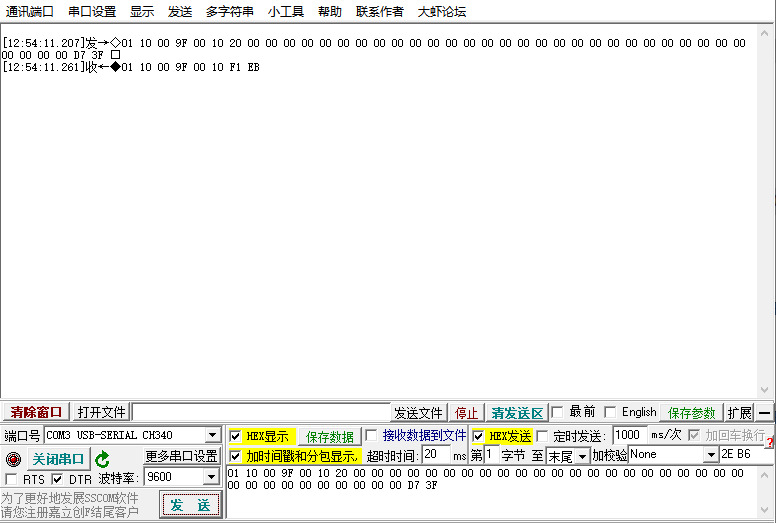 通讯端口 串口设置 显示 发送 多字符串 小工具 帮助 联系作者 大虾论坛
[12:54:11.207]发→◇01 10 00 9F 00 10 20 00 00 00 00 00 00 00 00 00 00 00 00 00 00 00 00 00 00 00 00 00 00 00 00 00 00 00 00
00 00 00 00 D7 3F □
[12:54:11.261]收←◆01 10 00 9F 00 10 F1 EB
清除窗口 打开文件 发送文件 停止 清发送区 最前 English 保存参数 扩展 —
端口号 COM3 USB-SERIAL CH340 HEX显示 保存数据 接收数据到文件 HEX发送 定时发送: 1000 ms/次 加回车换行 ?
关闭串口 更多串口设置 加时间戳和分包显示, 超时时间: 20 ms 第 1 字节 至 末尾 加校验 None 2E B6
RTS DTR 波特率: 9600
01 10 00 9F 00 10 20 00 00 00 00 00 00 00 00 00 00 00 00 00 00 00 00 00 00 00 00 00 00
00 00 00 00 00 00 00 00 00 00 D7 3F
为了更好地发展SSCOM软件
请您注册嘉立创F结尾客户
发 送